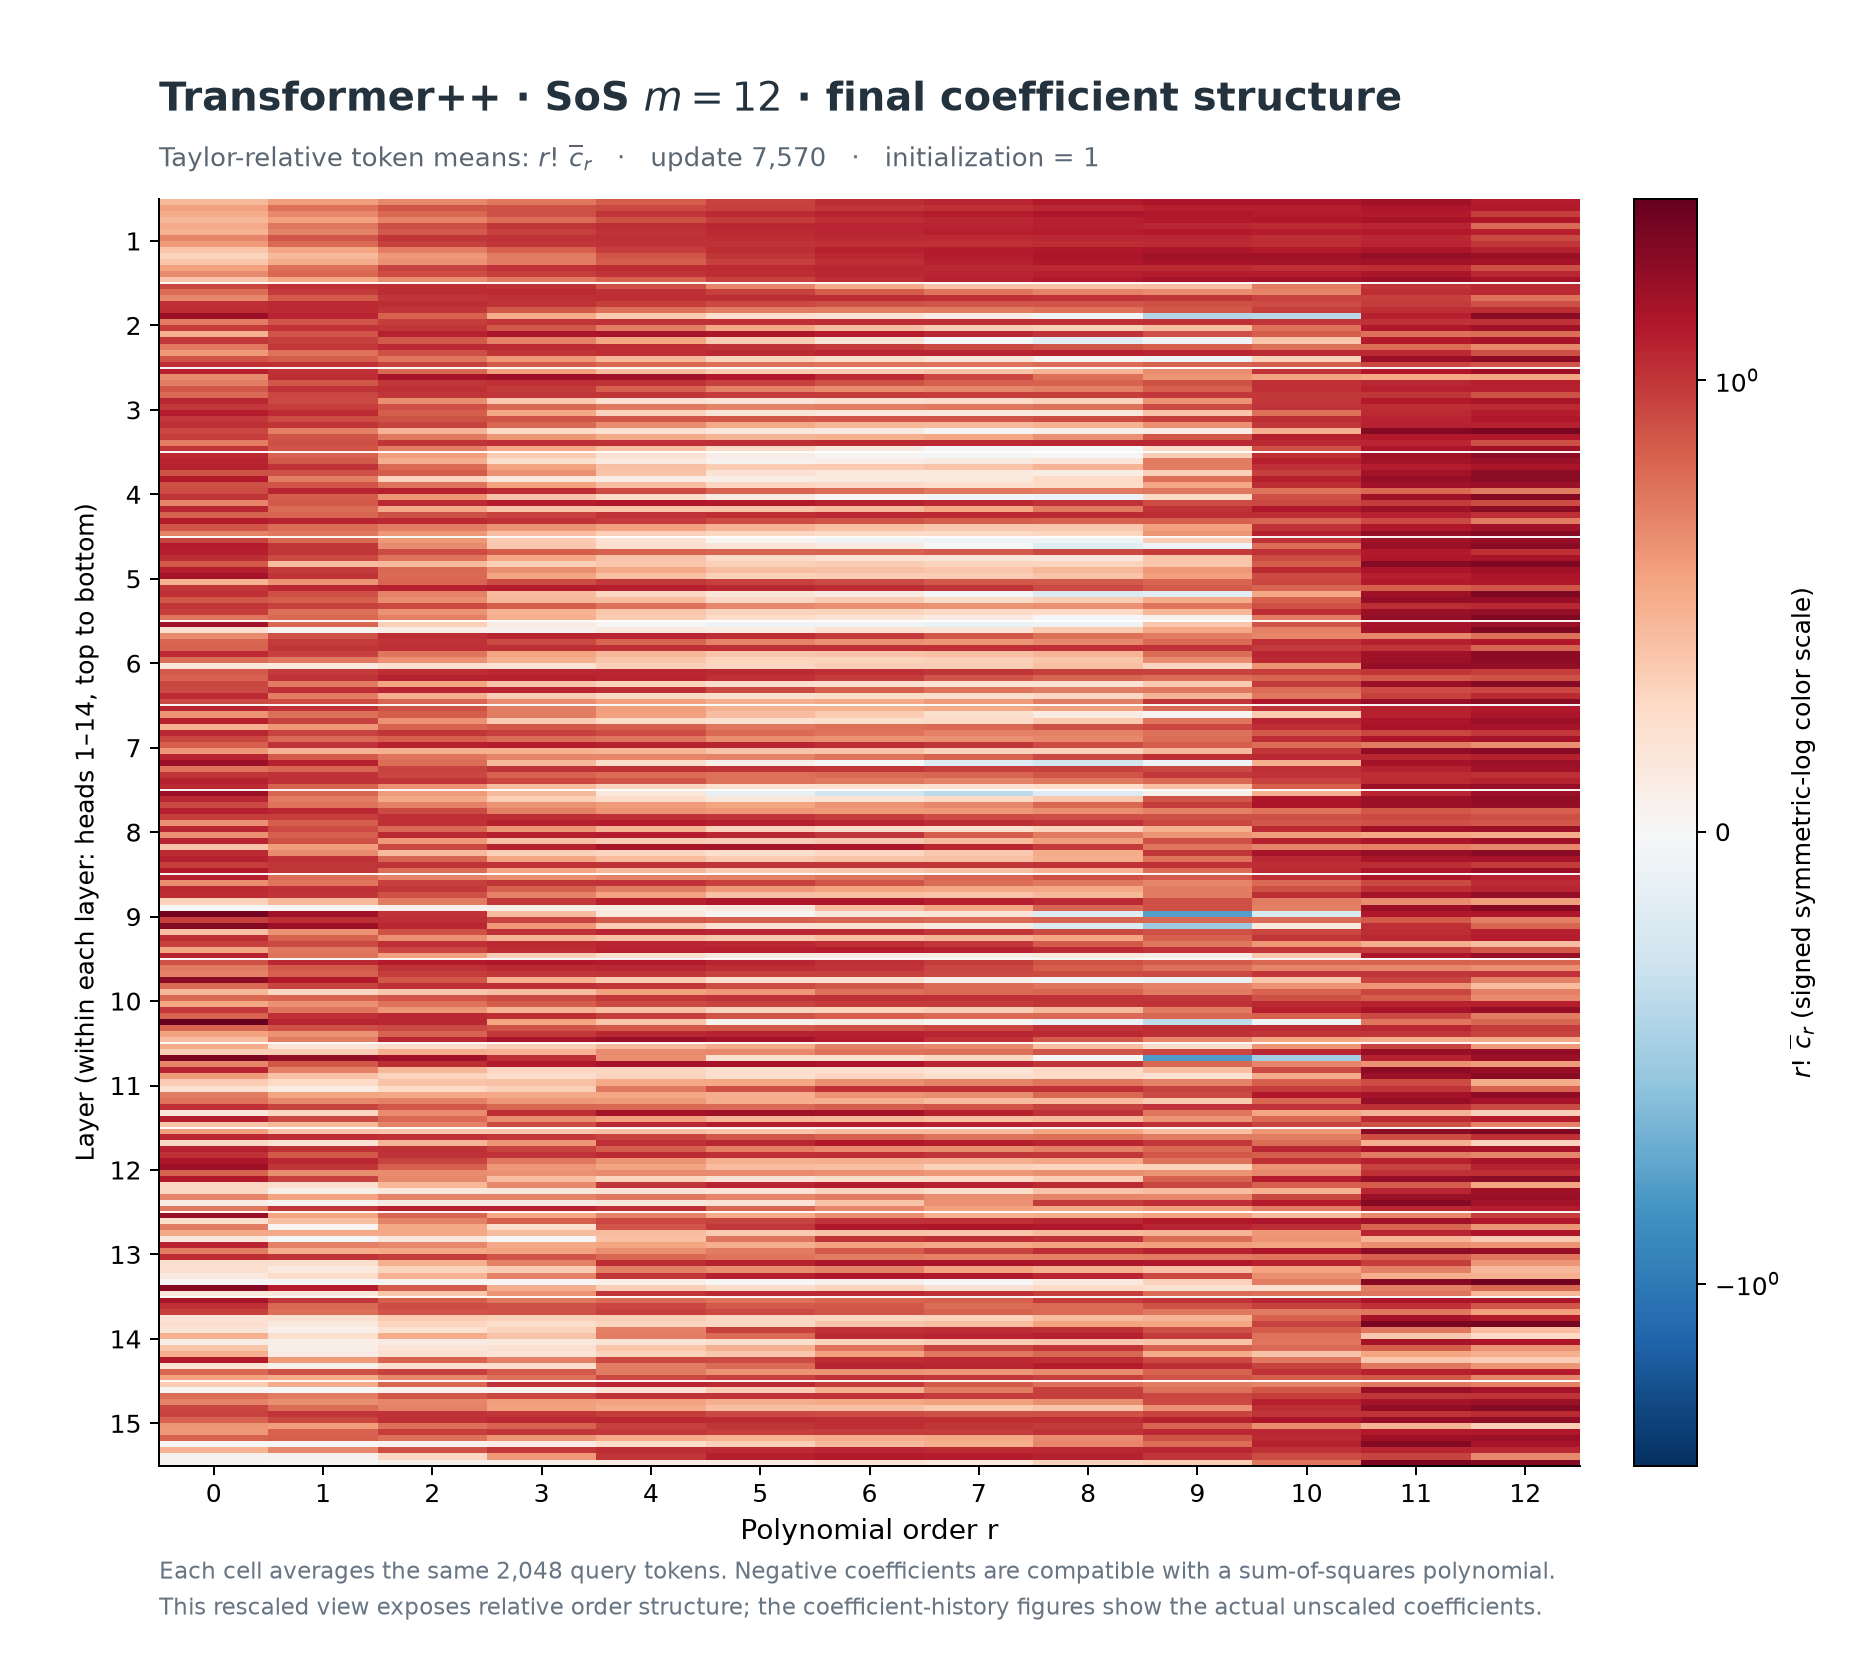 Transformer++ · SoS m = 12 · final coefficient structure
Taylor-relative token means: r! c̅ᵣ · update 7,570 · initialization = 1
Layer (within each layer: heads 1–14, top to bottom)
1
2
3
4
5
6
7
8
9
10
11
12
13
14
15
0 1 2 3 4 5 6 7 8 9 10 11 12
Polynomial order r
10⁰
0
−10⁰
r! c̅ᵣ (signed symmetric-log color scale)
Each cell averages the same 2,048 query tokens. Negative coefficients are compatible with a sum-of-squares polynomial.
This rescaled view exposes relative order structure; the coefficient-history figures show the actual unscaled coefficients.